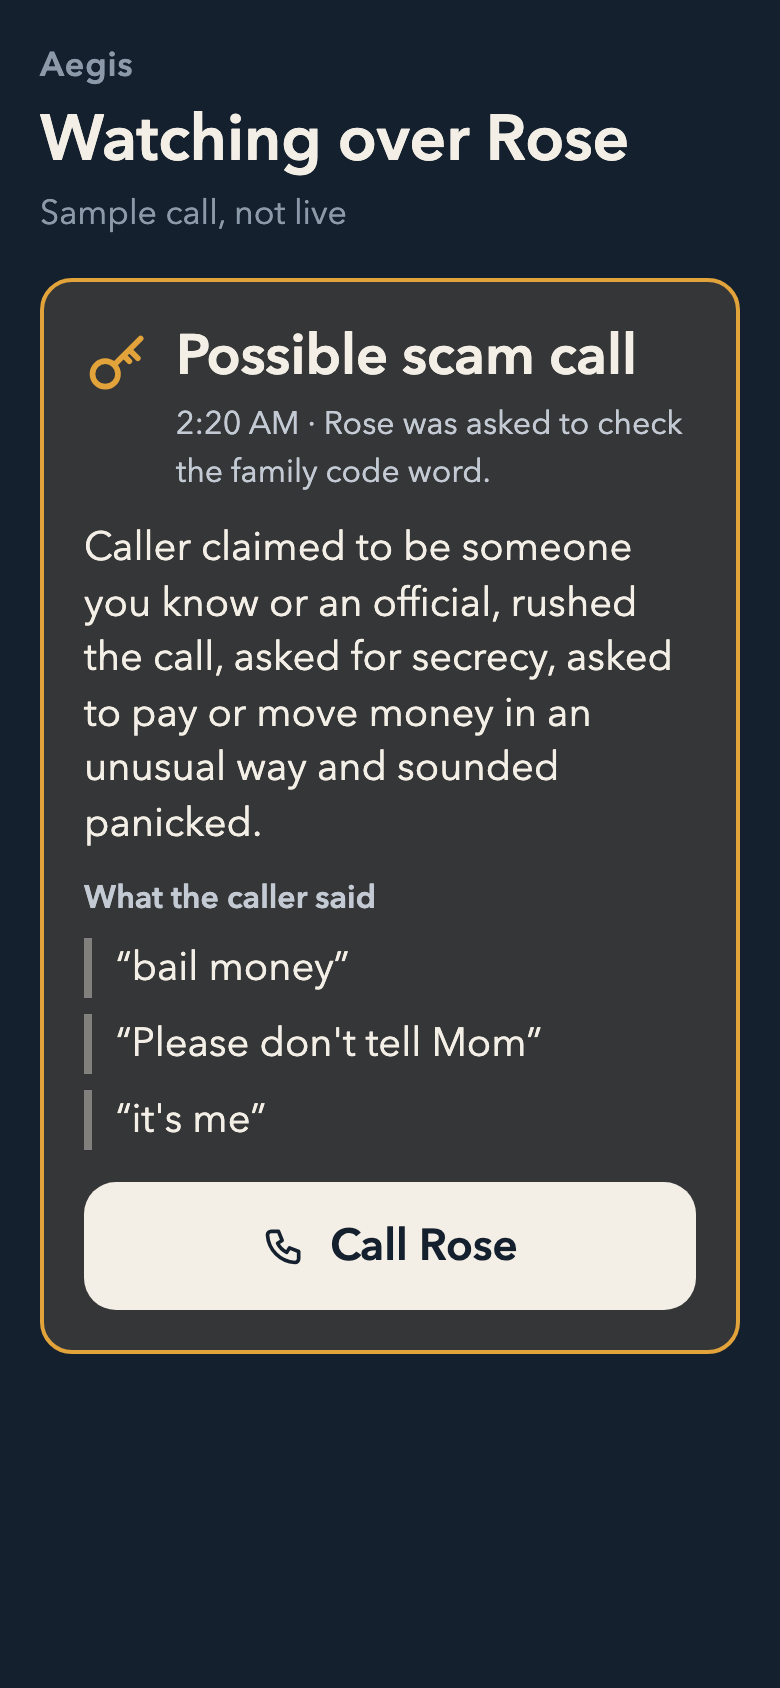 Aegis
Watching over Rose
Sample call, not live
Possible scam call
2:20 AM · Rose was asked to check
the family code word.
Caller claimed to be someone
you know or an official, rushed
the call, asked for secrecy, asked
to pay or move money in an
unusual way and sounded
panicked.
What the caller said
“bail money”
“Please don't tell Mom”
“it's me”
Call Rose